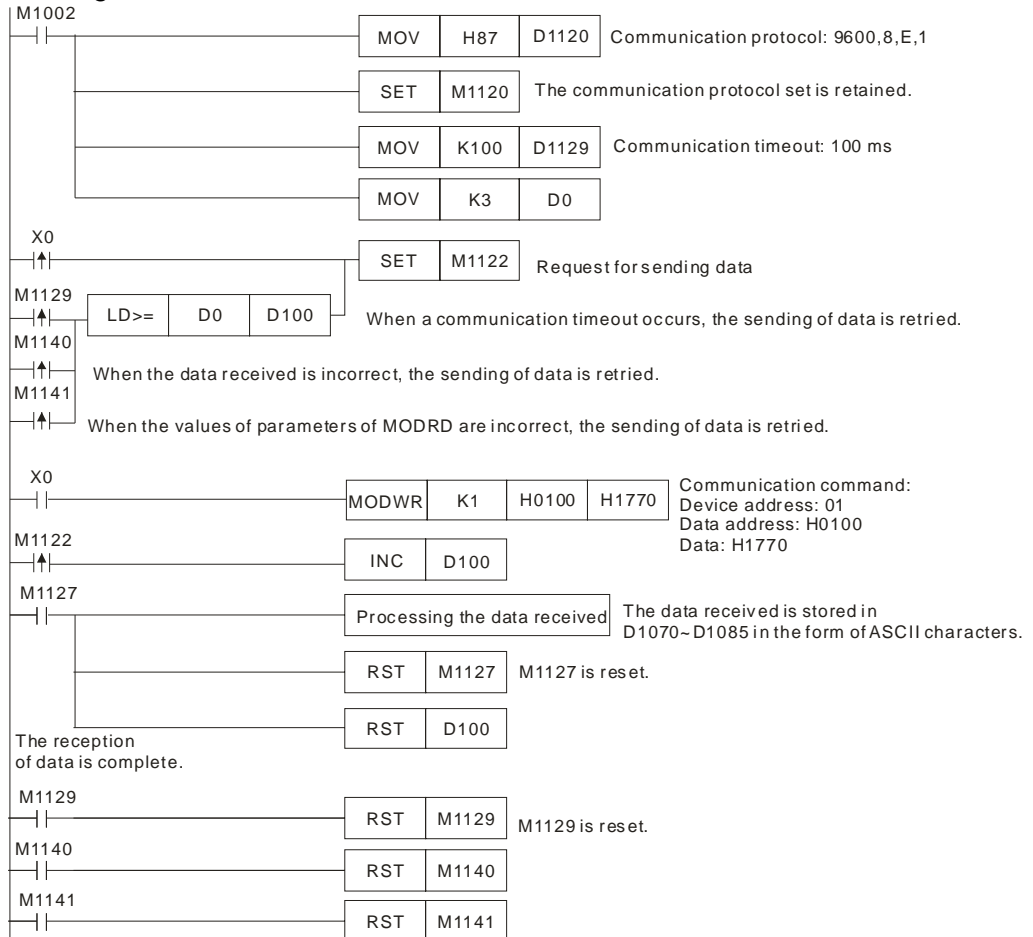 M1002
MOV H87 D1120 Communication protocol: 9600,8,E,1
SET M1120 The communication protocol set is retained.
MOV K100 D1129 Communication timeout: 100 ms
MOV K3 D0
X0
SET M1122 Request for sending data
M1129
LD>= D0 D100 When a communication timeout occurs, the sending of data is retried.
M1140
When the data received is incorrect, the sending of data is retried.
M1141
When the values of parameters of MODRD are incorrect, the sending of data is retried.
X0
MODWR K1 H0100 H1770
Communication command:
Device address: 01
Data address: H0100
Data: H1770
M1122
INC D100
M1127
Processing the data received
The data received is stored in
D1070~D1085 in the form of ASCII characters.
RST M1127 M1127 is reset.
RST D100
The reception
of data is complete.
M1129
RST M1129 M1129 is reset.
M1140
RST M1140
M1141
RST M1141